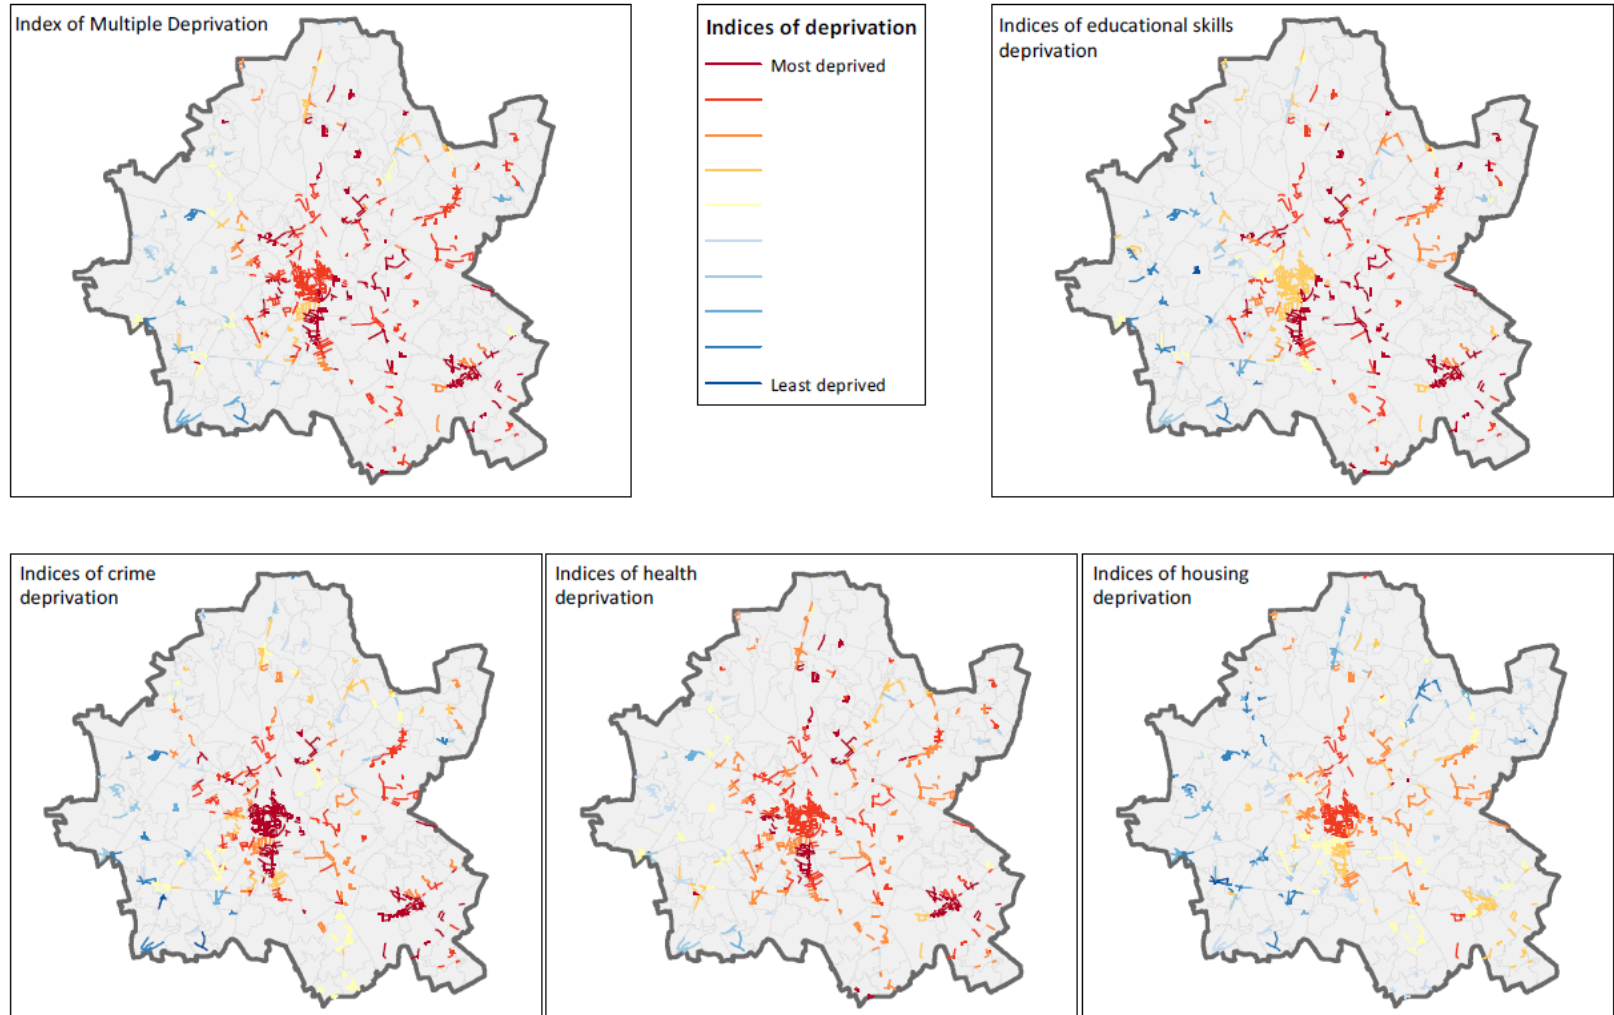 Index of Multiple Deprivation
Indices of deprivation
Most deprived
Least deprived
Indices of educational skills
deprivation
Indices of crime
deprivation
Indices of health
deprivation
Indices of housing
deprivation